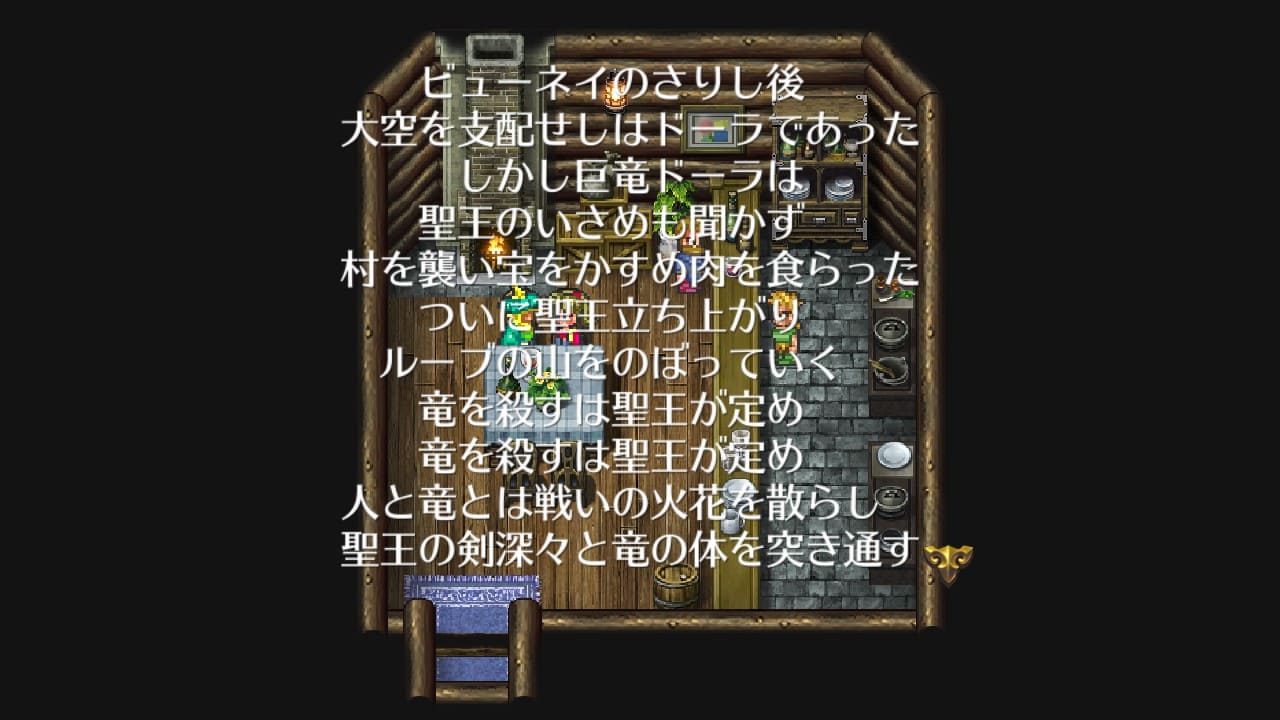 ビューネイのさりし後
大空を支配せしはドーラであった
しかし巨竜ドーラは
聖王のいさめも聞かず
村を襲い宝をかすめ肉を食らった
ついに聖王立ち上がり
ルーブの山をのぼっていく
竜を殺すは聖王が定め
竜を殺すは聖王が定め
人と竜とは戦いの火花を散らし
聖王の剣深々と竜の体を突き通す